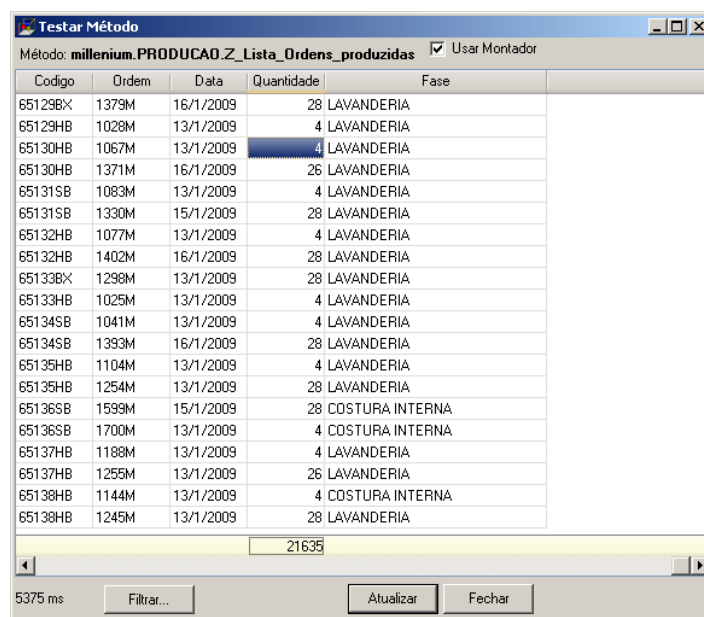 Testar Método
Método: millenium.PRODUCAO.Z_Lista_Ordens_produzidas Usar Montador
Codigo Ordem Data Quantidade Fase
65129BX 1379M 16/1/2009 28 LAVANDERIA
65129HB 1028M 13/1/2009 4 LAVANDERIA
65130HB 1067M 13/1/2009 4 LAVANDERIA
65130HB 1371M 16/1/2009 26 LAVANDERIA
65131SB 1083M 13/1/2009 4 LAVANDERIA
65131SB 1330M 15/1/2009 28 LAVANDERIA
65132HB 1077M 13/1/2009 4 LAVANDERIA
65132HB 1402M 16/1/2009 28 LAVANDERIA
65133BX 1298M 13/1/2009 28 LAVANDERIA
65133HB 1025M 13/1/2009 4 LAVANDERIA
65134SB 1041M 13/1/2009 4 LAVANDERIA
65134SB 1393M 16/1/2009 28 LAVANDERIA
65135HB 1104M 13/1/2009 4 LAVANDERIA
65135HB 1254M 13/1/2009 28 LAVANDERIA
65136SB 1599M 15/1/2009 28 COSTURA INTERNA
65136SB 1700M 13/1/2009 4 COSTURA INTERNA
65137HB 1188M 13/1/2009 4 LAVANDERIA
65137HB 1255M 13/1/2009 26 LAVANDERIA
65138HB 1144M 13/1/2009 4 COSTURA INTERNA
65138HB 1245M 13/1/2009 28 LAVANDERIA
21635
5375 ms Filtrar... Atualizar Fechar